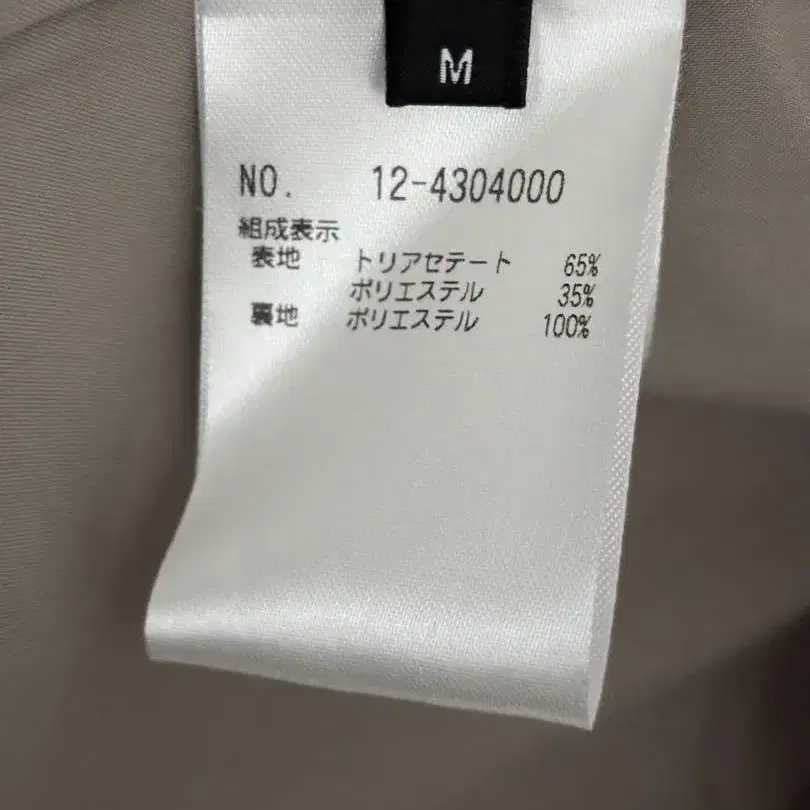 M
NO. 12-4304000
組成表示
表地 トリアセテート 65%
ポリエステル 35%
裏地 ポリエステル 100%